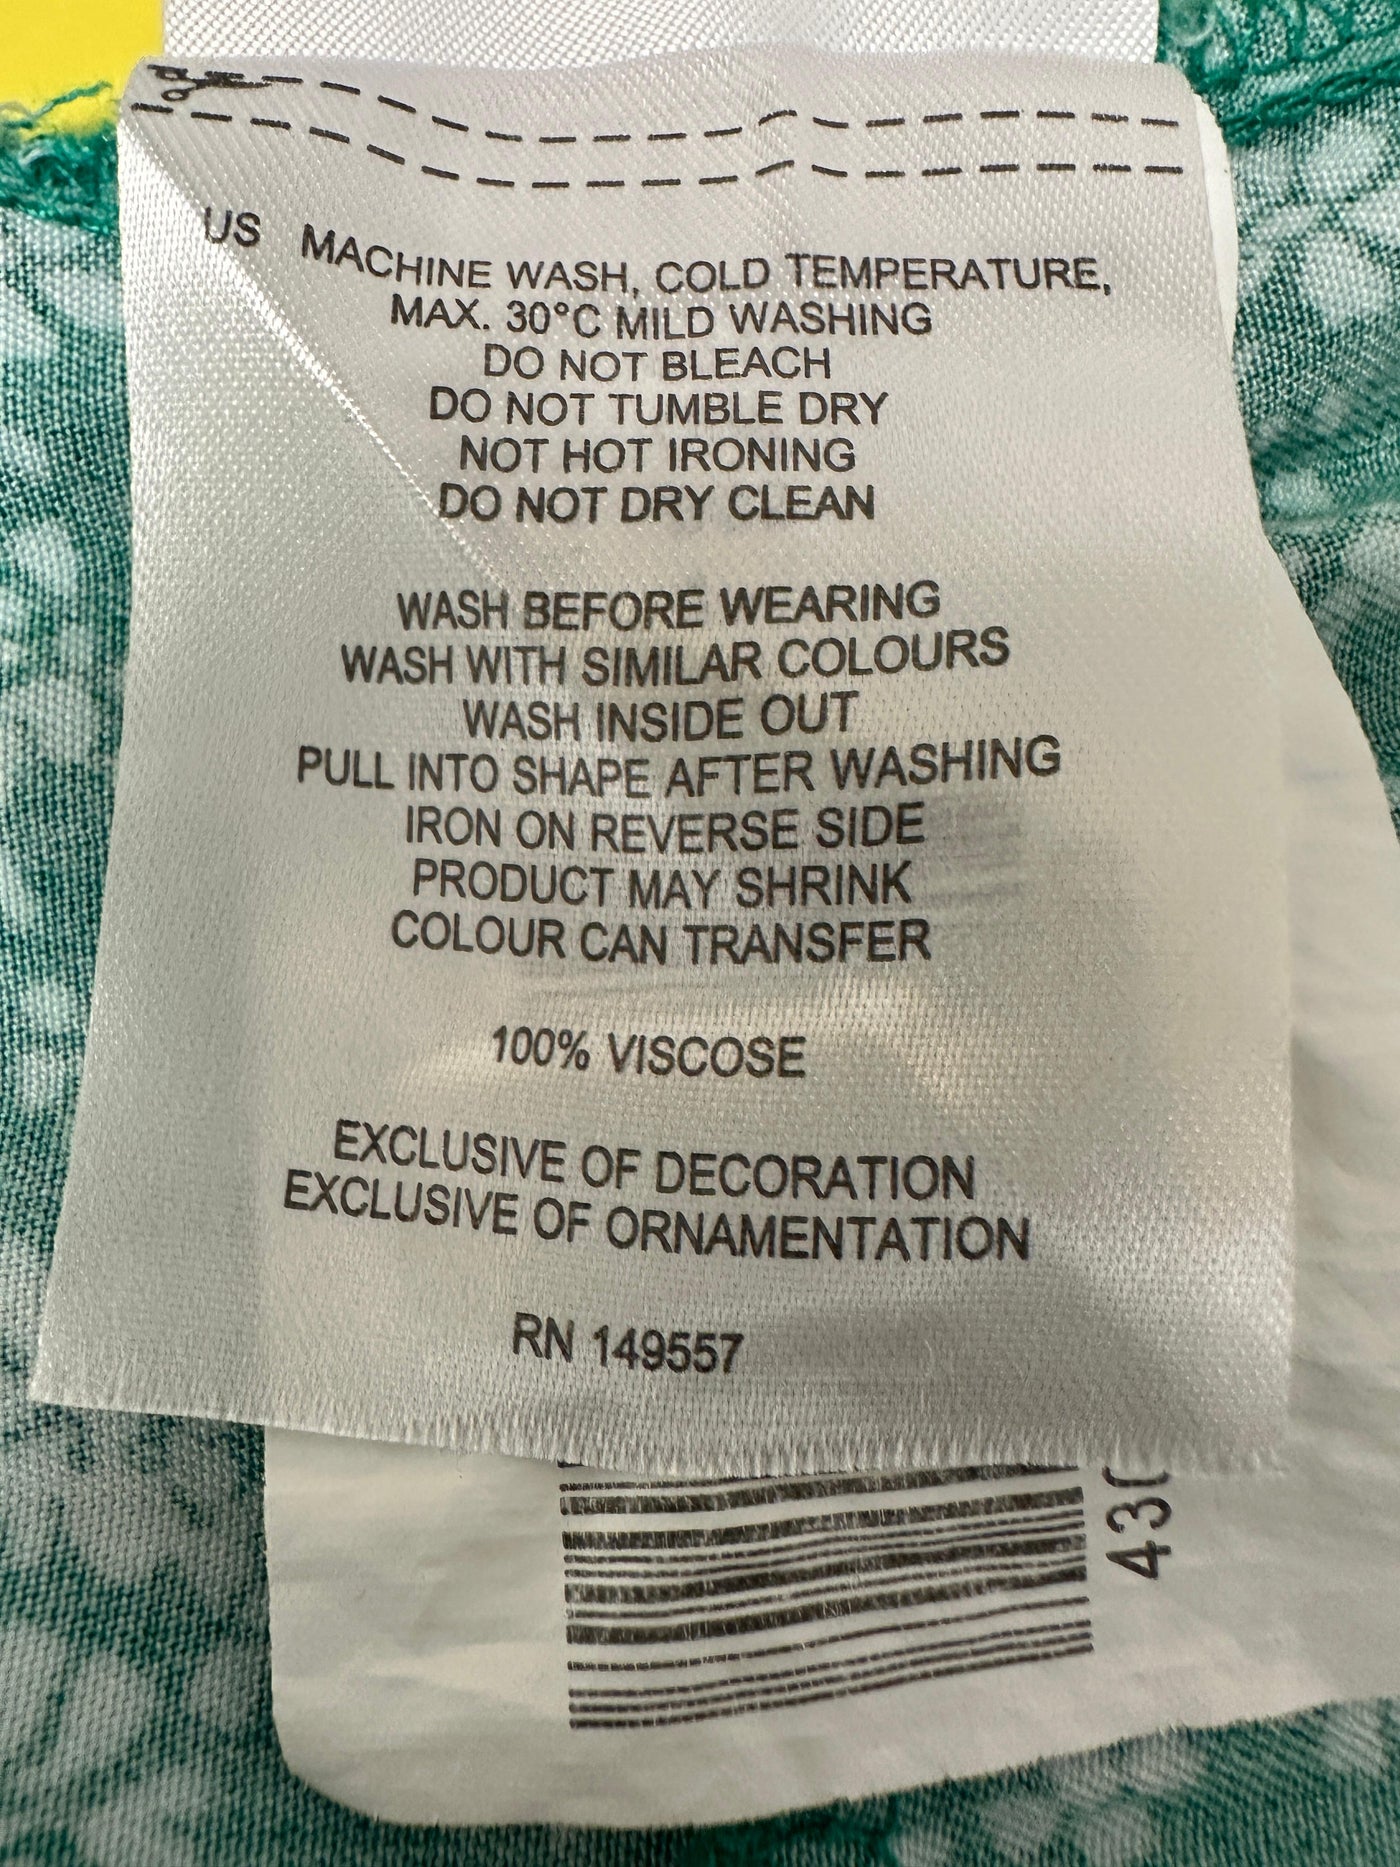 US MACHINE WASH, COLD TEMPERATURE,
MAX. 30°C MILD WASHING
DO NOT BLEACH
DO NOT TUMBLE DRY
NOT HOT IRONING
DO NOT DRY CLEAN
WASH BEFORE WEARING
WASH WITH SIMILAR COLOURS
WASH INSIDE OUT
PULL INTO SHAPE AFTER WASHING
IRON ON REVERSE SIDE
PRODUCT MAY SHRINK
COLOUR CAN TRANSFER
100% VISCOSE
EXCLUSIVE OF DECORATION
EXCLUSIVE OF ORNAMENTATION
RN 149557